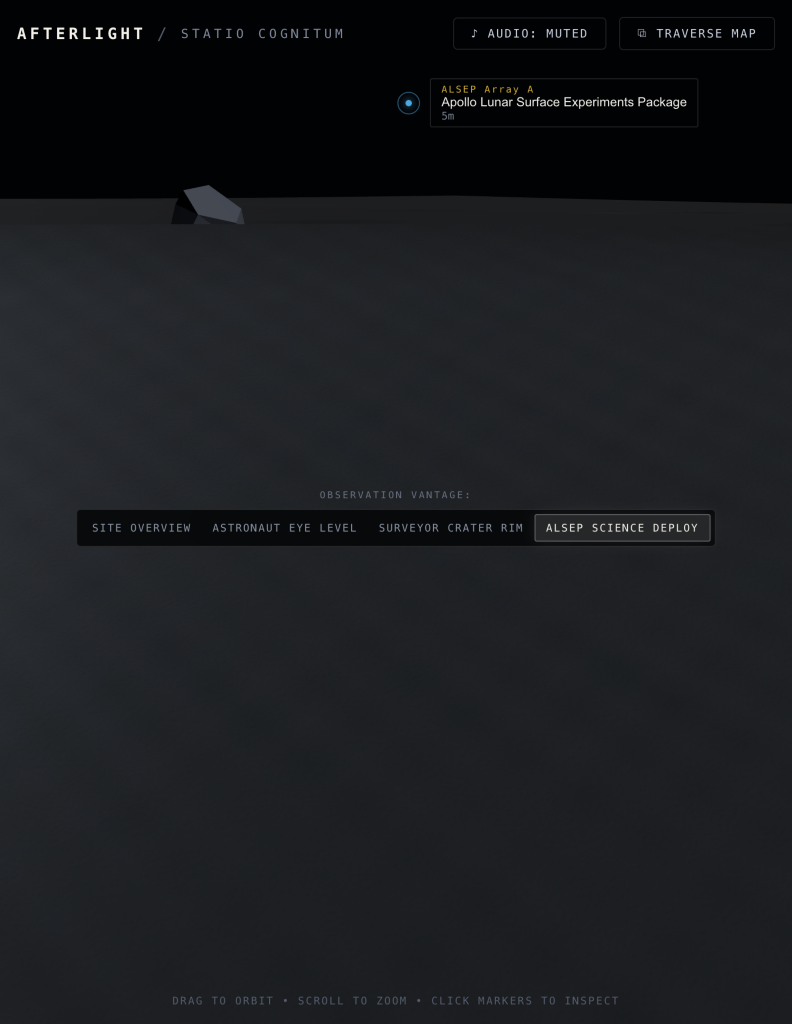 AFTERLIGHT / STATIO COGNITUM
♪ AUDIO: MUTED
TRAVERSE MAP
ALSEP Array A
Apollo Lunar Surface Experiments Package
5m
OBSERVATION VANTAGE:
SITE OVERVIEW ASTRONAUT EYE LEVEL SURVEYOR CRATER RIM ALSEP SCIENCE DEPLOY
DRAG TO ORBIT • SCROLL TO ZOOM • CLICK MARKERS TO INSPECT